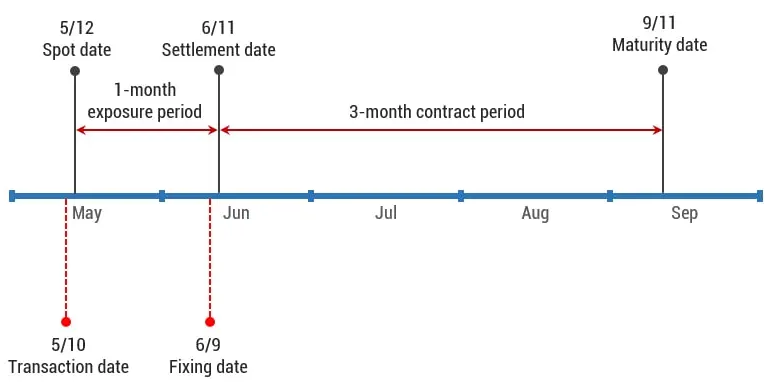 5/12
Spot date
6/11
Settlement date
9/11
Maturity date
1-month
exposure period
3-month contract period
May
Jun
Jul
Aug
Sep
5/10
Transaction date
6/9
Fixing date